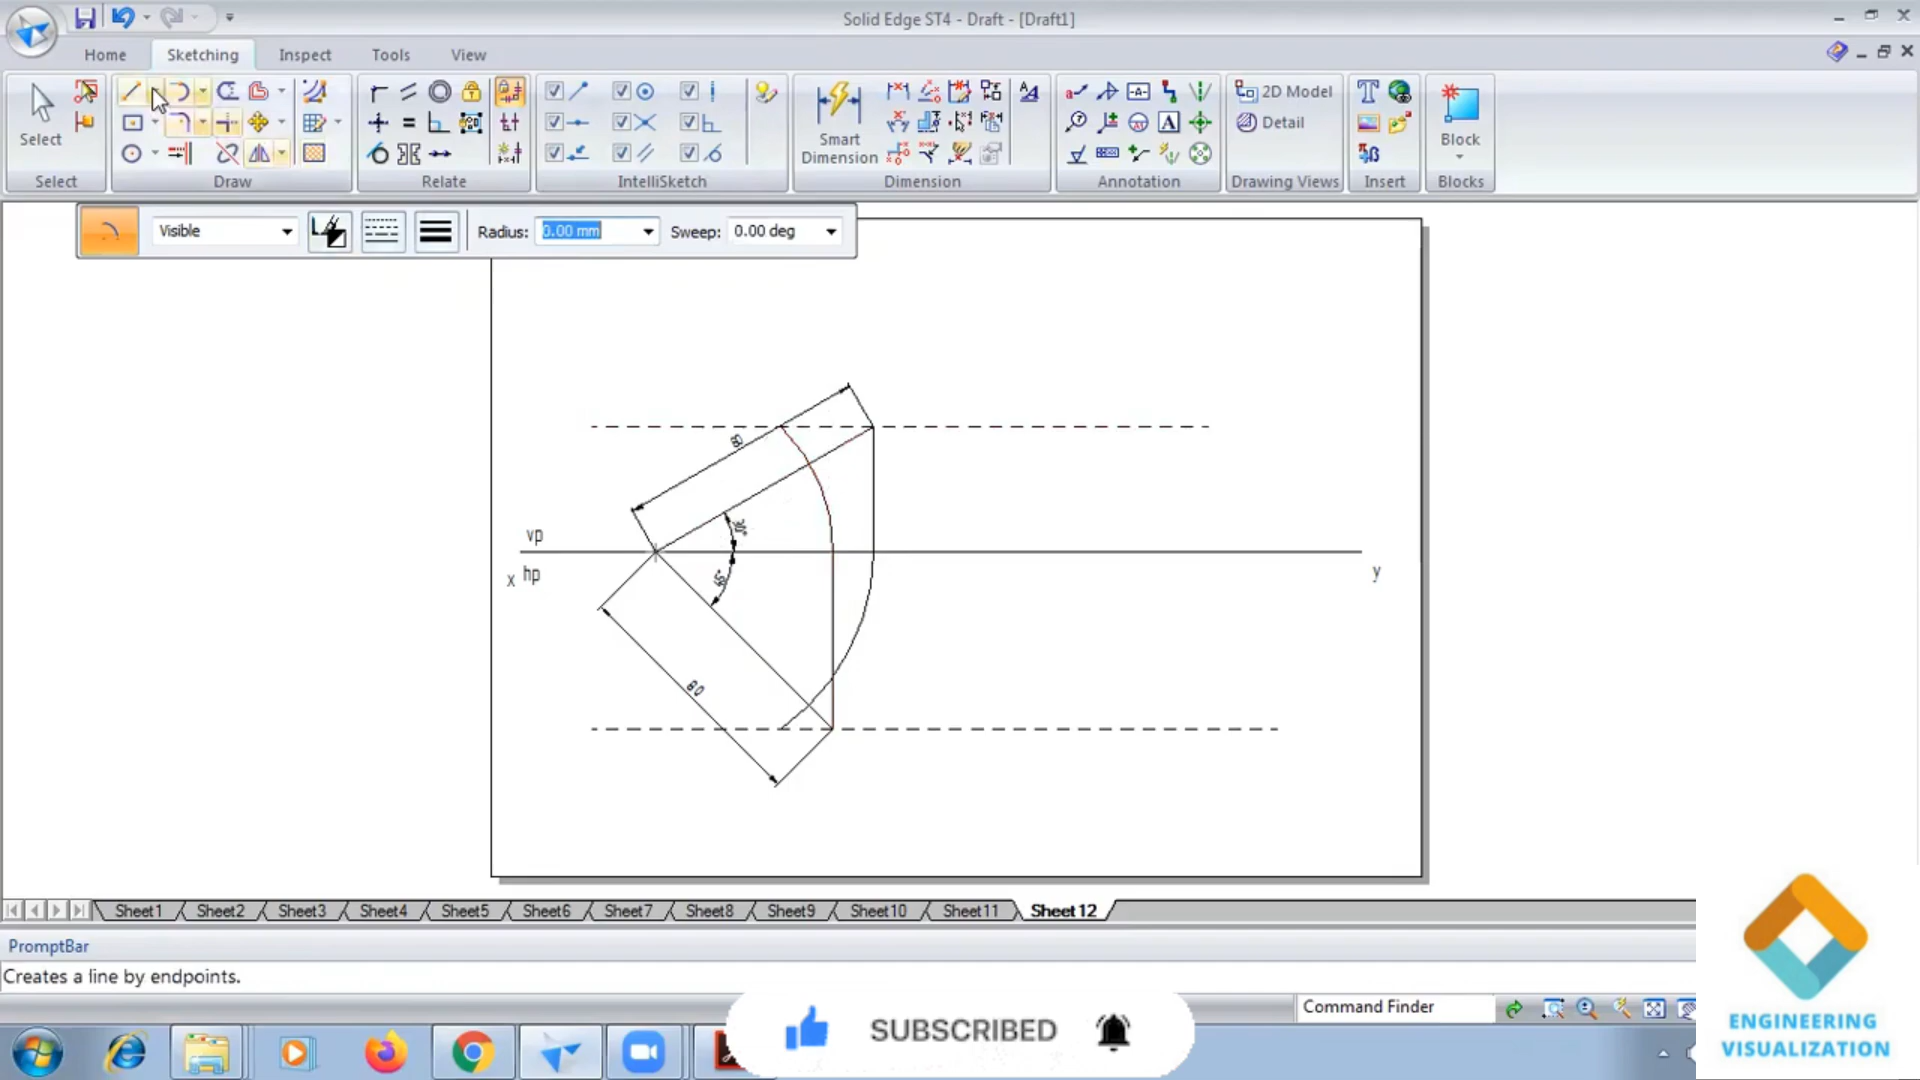 Solid Edge ST4 - Draft - [Draft1]
Home
Sketching
Inspect
Tools
View
Select
Smart
Dimension
2D Model
Detail
Block
Select
Draw
Relate
IntelliSketch
Dimension
Annotation
Drawing Views
Insert
Blocks
Visible
Radius:
0.00 mm
Sweep:
0.00 deg
80
30°
vp
x
hp
45°
y
80
Sheet1
Sheet2
Sheet3
Sheet4
Sheet5
Sheet6
Sheet7
Sheet8
Sheet9
Sheet10
Sheet11
Sheet12
PromptBar
Creates a line by endpoints.
Command Finder
SUBSCRIBED
ENGINEERING
VISUALIZATION